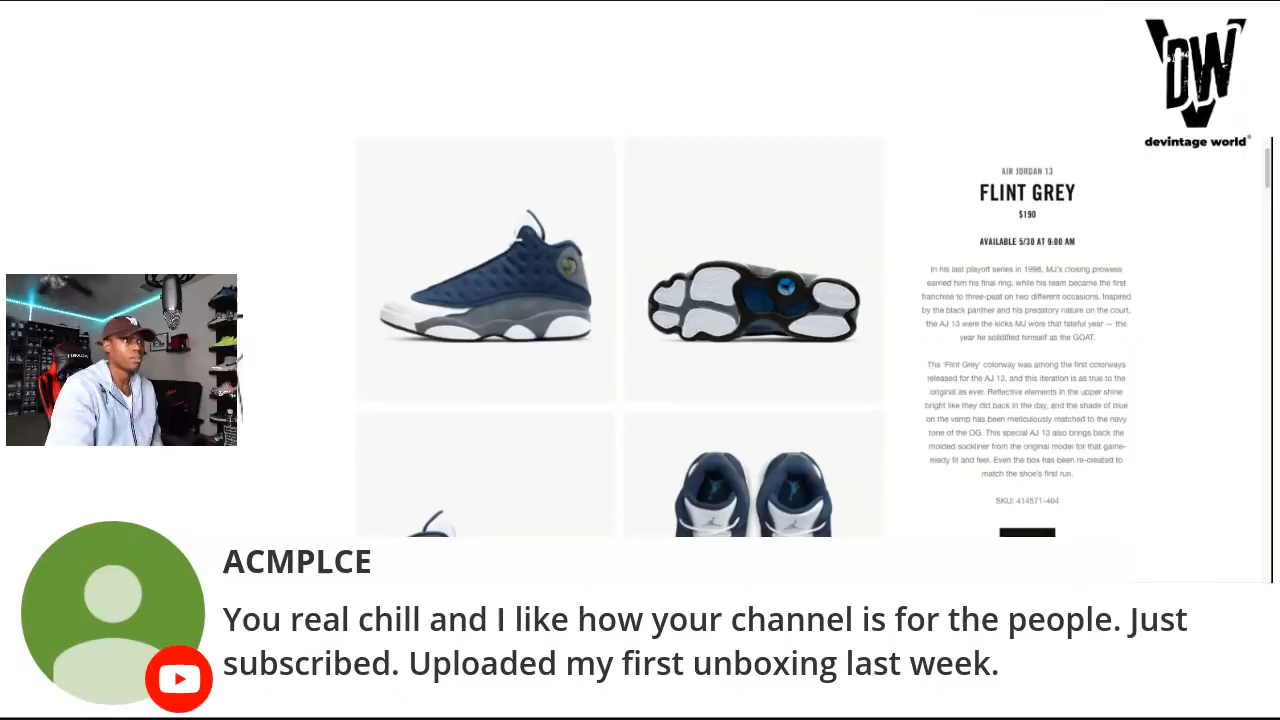 DW
devintage world®
AIR JORDAN 13
FLINT GREY
$190
AVAILABLE 5/30 AT 9:00 AM
In his last playoff series in 1998, MJ's closing prowess
earned him his final ring, while his team became the first
franchise to three-peat on two different occasions. Inspired
by the black panther and his predatory nature on the court,
the AJ 13 were the kicks MJ wore that fateful year — the
year he solidified himself as the GOAT.
The 'Flint Grey' colorway was among the first colorways
released for the AJ 13, and this iteration is as true to the
original as ever. Reflective elements in the upper shine
bright like they did back in the day, and the shade of blue
on the vamp has been meticulously matched to the navy
tone of the OG. This special AJ 13 also brings back the
molded sockliner from the original model for that game-
ready fit and feel. Even the box has been re-created to
match the shoe's first run.
SKU: 414571-404
ACMPLCE
You real chill and I like how your channel is for the people. Just
subscribed. Uploaded my first unboxing last week.